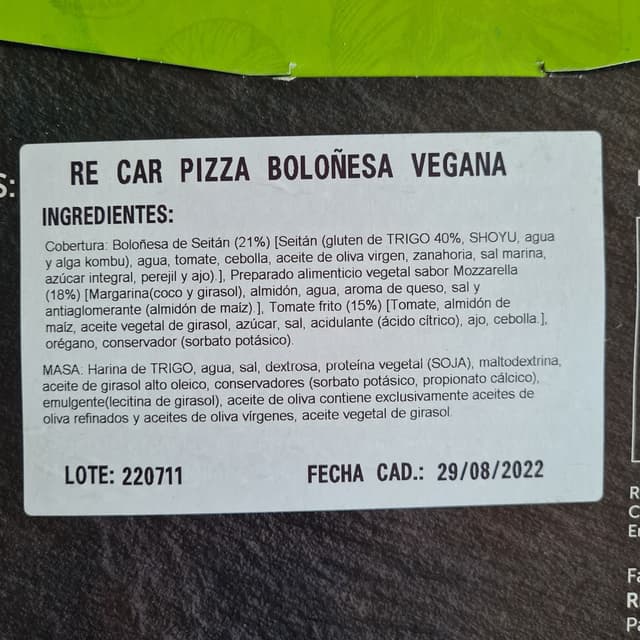 S:
RE CAR PIZZA BOLOÑESA VEGANA
INGREDIENTES:
Cobertura: Boloñesa de Seitán (21%) [Seitán (gluten de TRIGO 40%, SHOYU, agua
y alga kombu), agua, tomate, cebolla, aceite de oliva virgen, zanahoria, sal marina,
azúcar integral, perejil y ajo).], Preparado alimenticio vegetal sabor Mozzarella
(18%) [Margarina(coco y girasol), almidón, agua, aroma de queso, sal y
antiaglomerante (almidón de maíz).], Tomate frito (15%) [Tomate, almidón de
maíz, aceite vegetal de girasol, azúcar, sal, acidulante (ácido cítrico), ajo, cebolla.],
orégano, conservador (sorbato potásico).
MASA: Harina de TRIGO, agua, sal, dextrosa, proteína vegetal (SOJA), maltodextrina,
aceite de girasol alto oleico, conservadores (sorbato potásico, propionato cálcico),
emulgente(lecitina de girasol), aceite de oliva contiene exclusivamente aceites de
oliva refinados y aceites de oliva vírgenes, aceite vegetal de girasol.
LOTE: 220711 FECHA CAD.: 29/08/2022